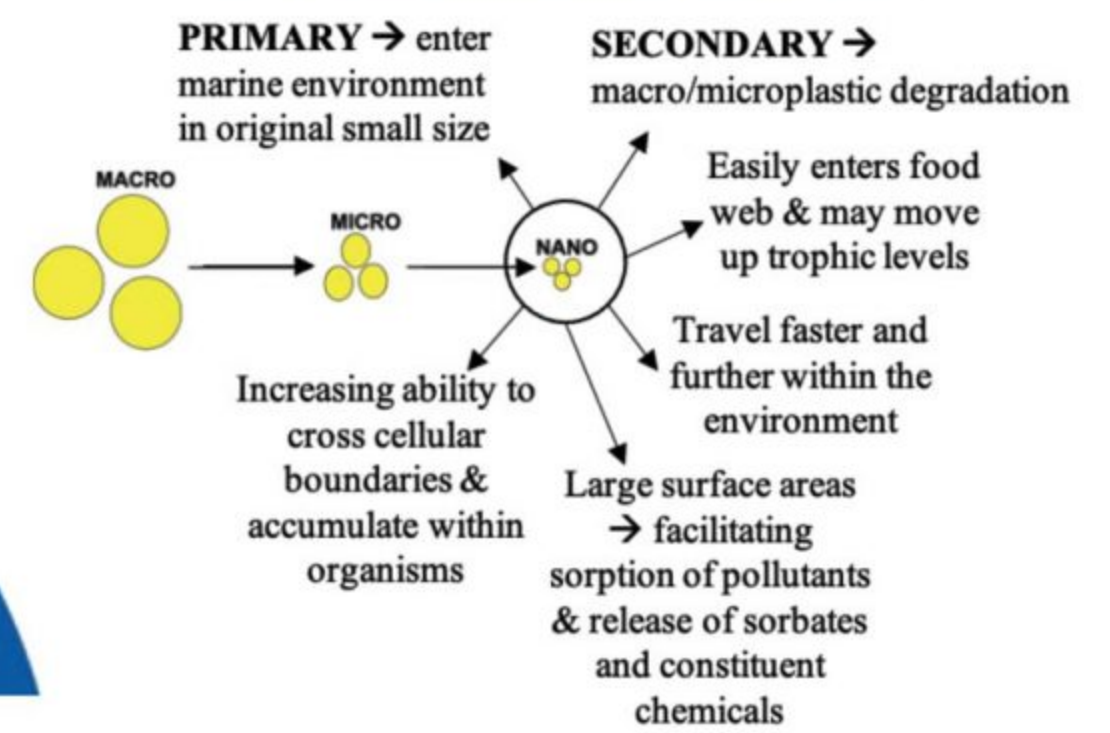 PRIMARY → enter
marine environment
in original small size
SECONDARY →
macro/microplastic degradation
MACRO
MICRO
NANO
Easily enters food
web & may move
up trophic levels
Travel faster and
further within the
environment
Increasing ability to
cross cellular
boundaries &
accumulate within
organisms
Large surface areas
→ facilitating
sorption of pollutants
& release of sorbates
and constituent
chemicals